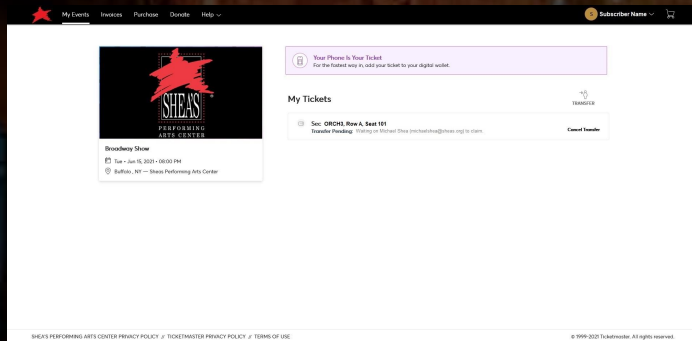 My Events Invoices Purchase Donate Help
S Subscriber Name
SHEA'S
PERFORMING
ARTS CENTER
Broadway Show
Tue • Jun 15, 2021 • 08:00 PM
Buffalo , NY — Sheas Performing Arts Center
Your Phone Is Your Ticket
For the fastest way in, add your ticket to your digital wallet.
My Tickets
TRANSFER
Sec ORCH3, Row A, Seat 101
Transfer Pending: Waiting on Michael Shea (michaelshea@sheas.org) to claim
Cancel Transfer
SHEA'S PERFORMING ARTS CENTER PRIVACY POLICY // TICKETMASTER PRIVACY POLICY // TERMS OF USE
© 1999-2021 Ticketmaster. All rights reserved.